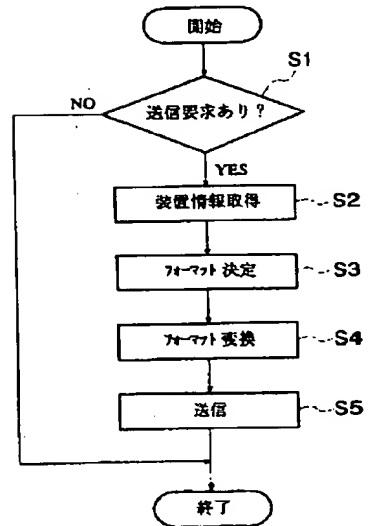 開始
S1
NO
送信要求あり?
YES
装置情報取得
S2
フォーマット決定
S3
フォーマット変換
S4
送信
S5
終了